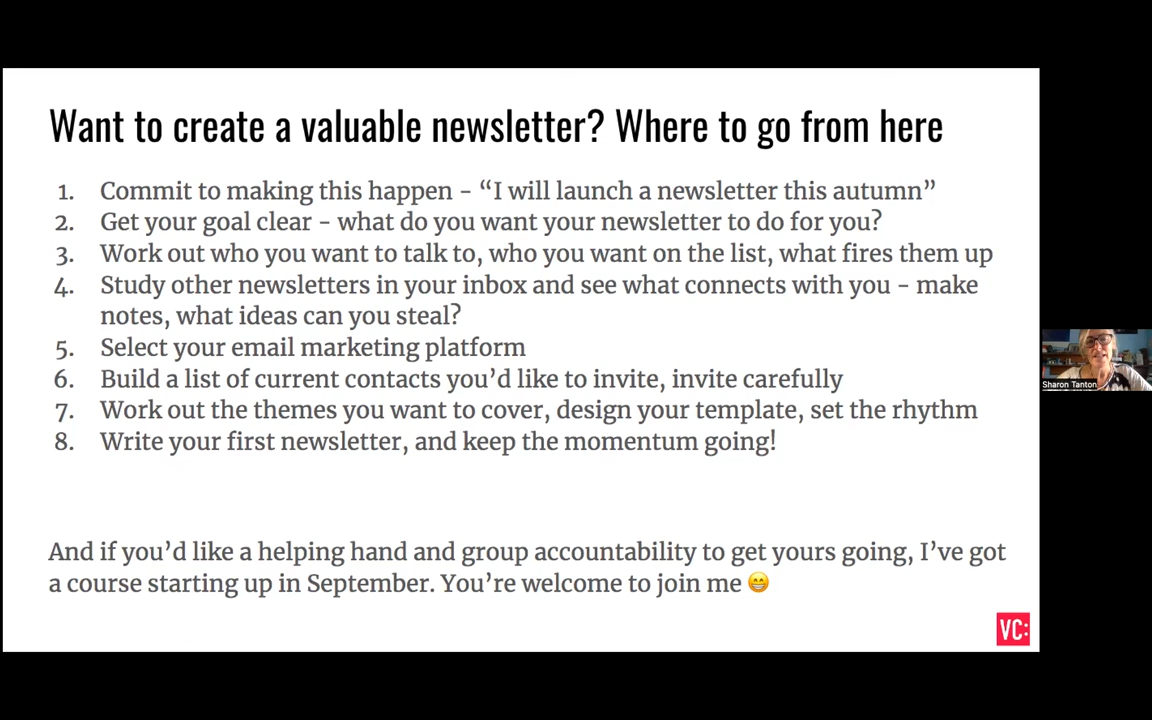 Want to create a valuable newsletter? Where to go from here
1. Commit to making this happen - “I will launch a newsletter this autumn”
2. Get your goal clear - what do you want your newsletter to do for you?
3. Work out who you want to talk to, who you want on the list, what fires them up
4. Study other newsletters in your inbox and see what connects with you - make
notes, what ideas can you steal?
5. Select your email marketing platform
6. Build a list of current contacts you’d like to invite, invite carefully
7. Work out the themes you want to cover, design your template, set the rhythm
8. Write your first newsletter, and keep the momentum going!
And if you’d like a helping hand and group accountability to get yours going, I’ve got
a course starting up in September. You’re welcome to join me 😁
VC:
Sharon Tanton